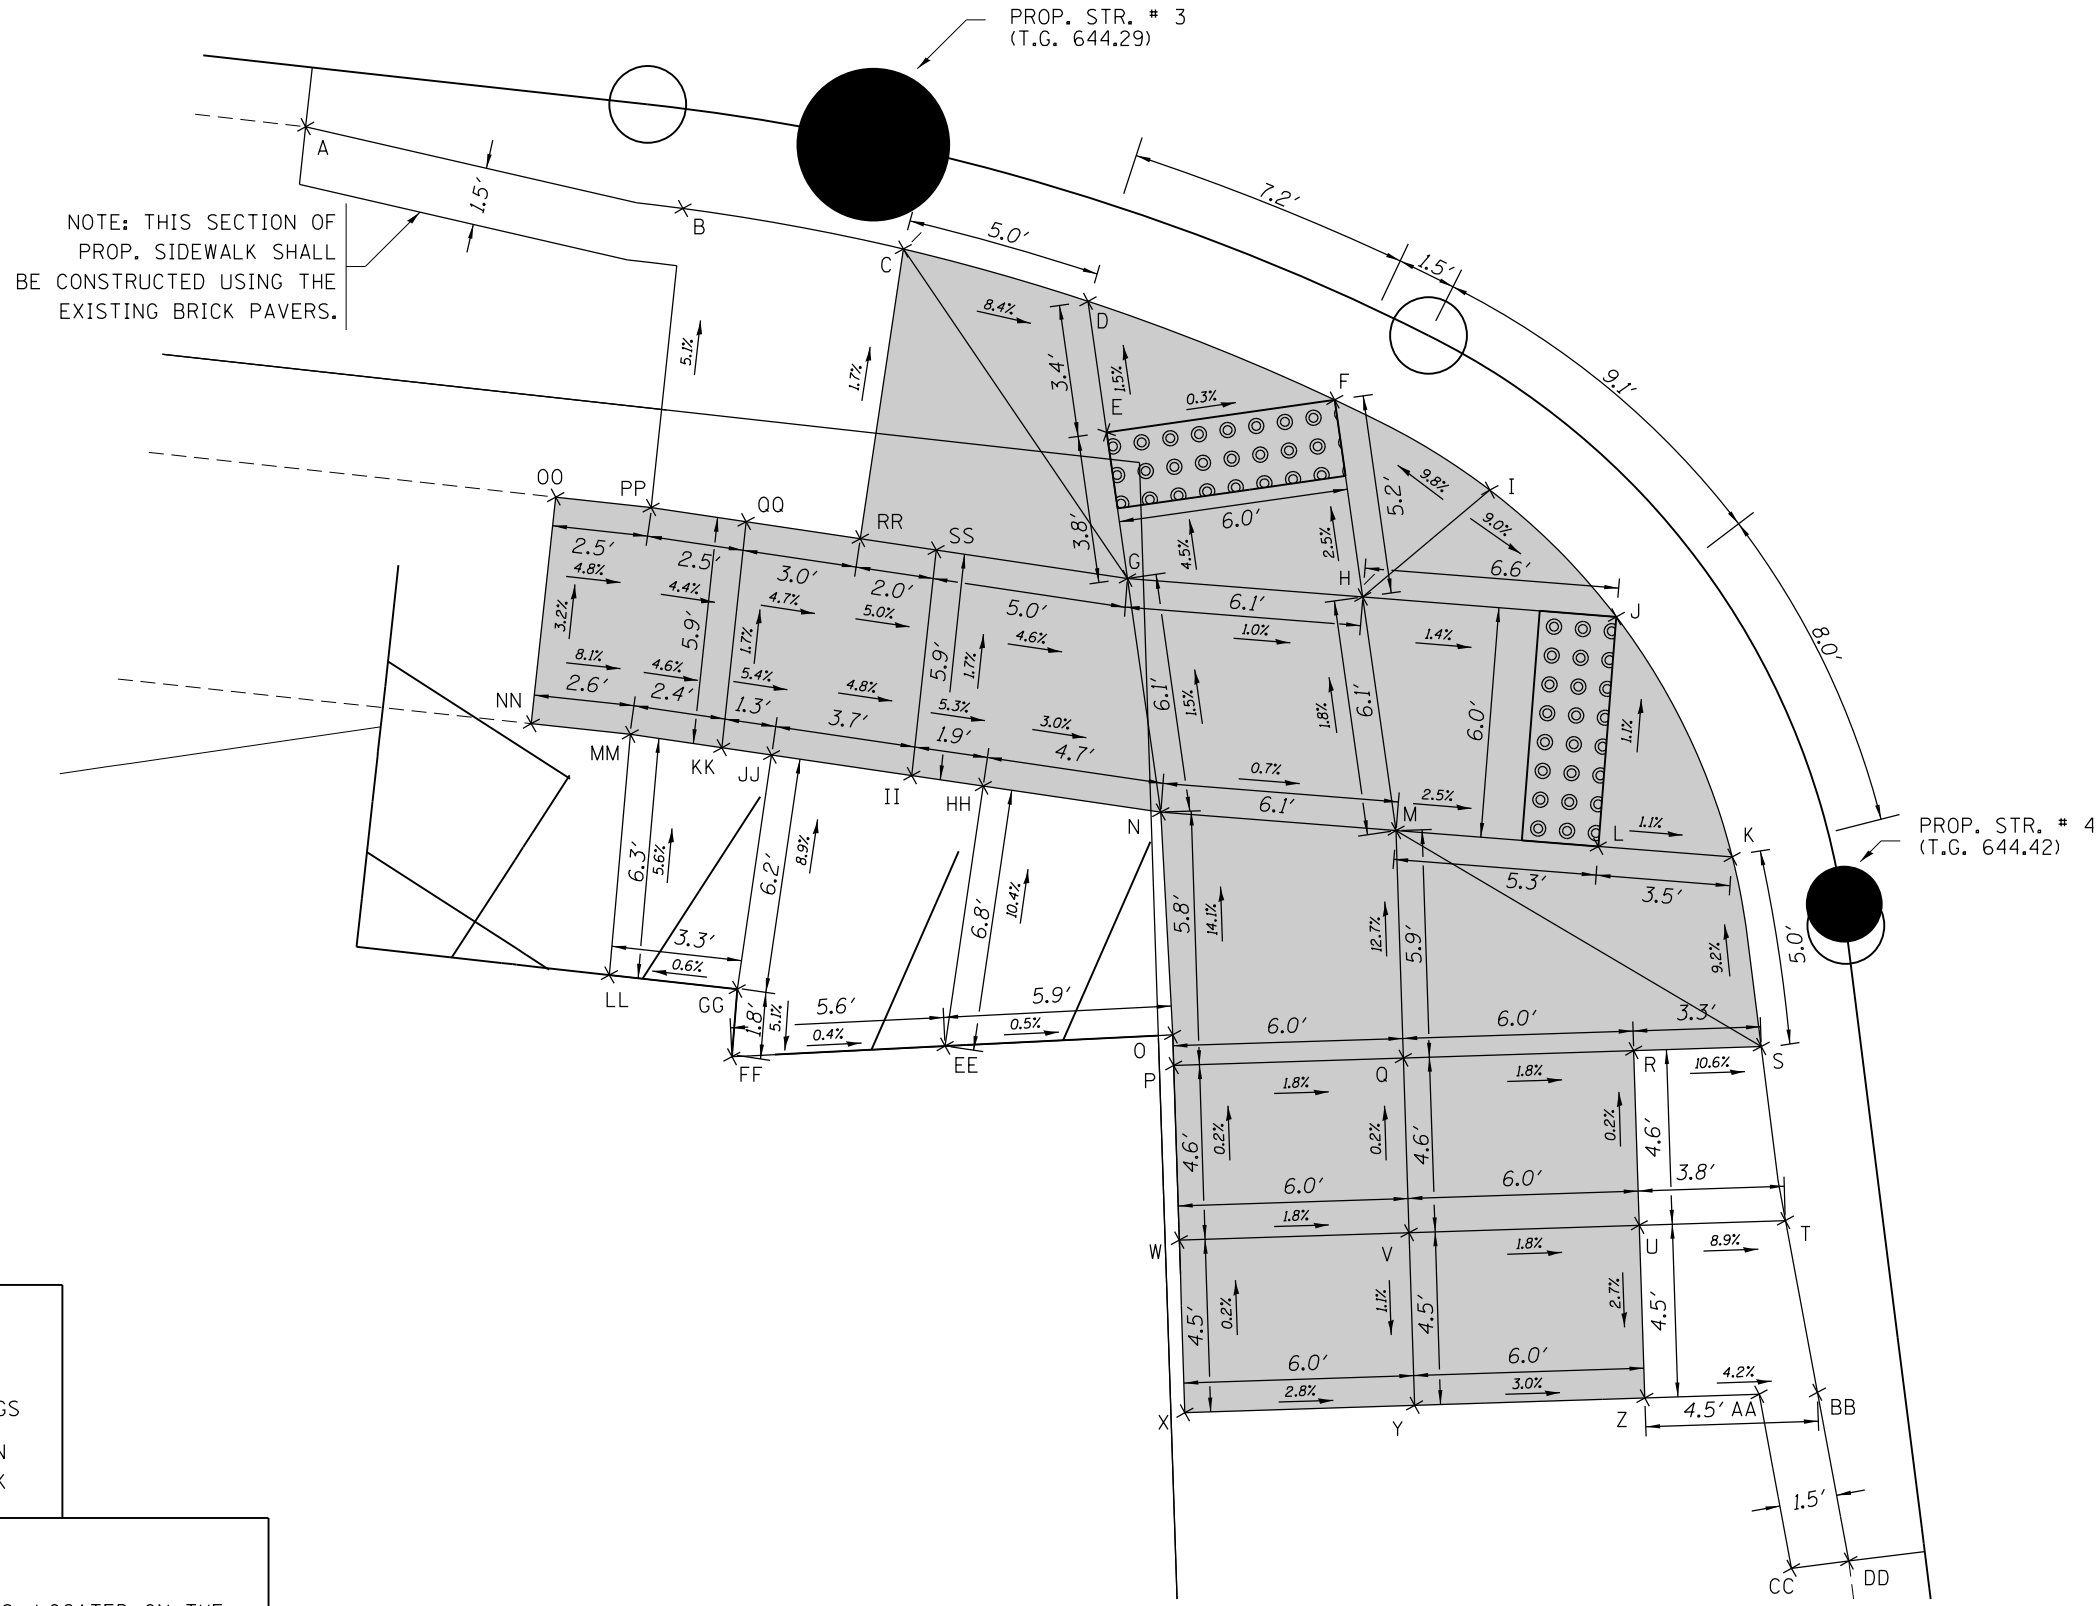 PROP. STR. # 3
(T.G. 644.29)
7.2'
1.5'
9.1'
8.0'
5.0'
A
1.5'
B
C
NOTE: THIS SECTION OF
PROP. SIDEWALK SHALL
BE CONSTRUCTED USING THE
EXISTING BRICK PAVERS.
5.1%
1.7%
8.4%
3.4'
D
1.5%
E
0.3%
F
3.8'
6.0'
4.5%
2.5%
5.2'
9.8%
9.0%
I
OO
PP
QQ
RR
SS
G
H
6.6'
J
2.5'
2.5'
3.0'
2.0'
5.0'
6.1'
4.8%
4.4%
4.7%
5.0%
4.6%
1.0%
1.4%
3.2%
5.9'
1.7%
5.9'
1.7%
6.1'
1.5%
1.8%
6.1'
6.0'
1.1%
8.1%
4.6%
5.4%
4.8%
5.3%
3.0%
0.7%
2.5%
NN
2.6'
2.4'
1.3'
3.7'
1.9'
4.7'
6.1'
MM
KK
JJ
II
HH
N
M
L
1.1%
K
PROP. STR. # 4
(T.G. 644.42)
6.3'
5.6%
6.2'
8.9%
6.8'
10.4%
5.8'
14.1%
12.7%
5.9'
5.3'
3.5'
9.2%
5.0'
3.3'
0.6%
LL
GG
1.8'
5.1%
5.6'
5.9'
0.4%
0.5%
FF
EE
O
P
6.0'
6.0'
3.3'
Q
R
S
1.8%
1.8%
10.6%
4.6'
0.2%
0.2%
4.6'
0.2%
4.6'
6.0'
6.0'
3.8'
1.8%
1.8%
8.9%
W
V
U
T
4.5'
0.2%
1.1%
4.5'
2.7%
4.5'
6.0'
6.0'
2.8%
3.0%
4.2%
X
Y
Z
4.5'
AA
BB
1.5'
CC
DD
GS
N
K